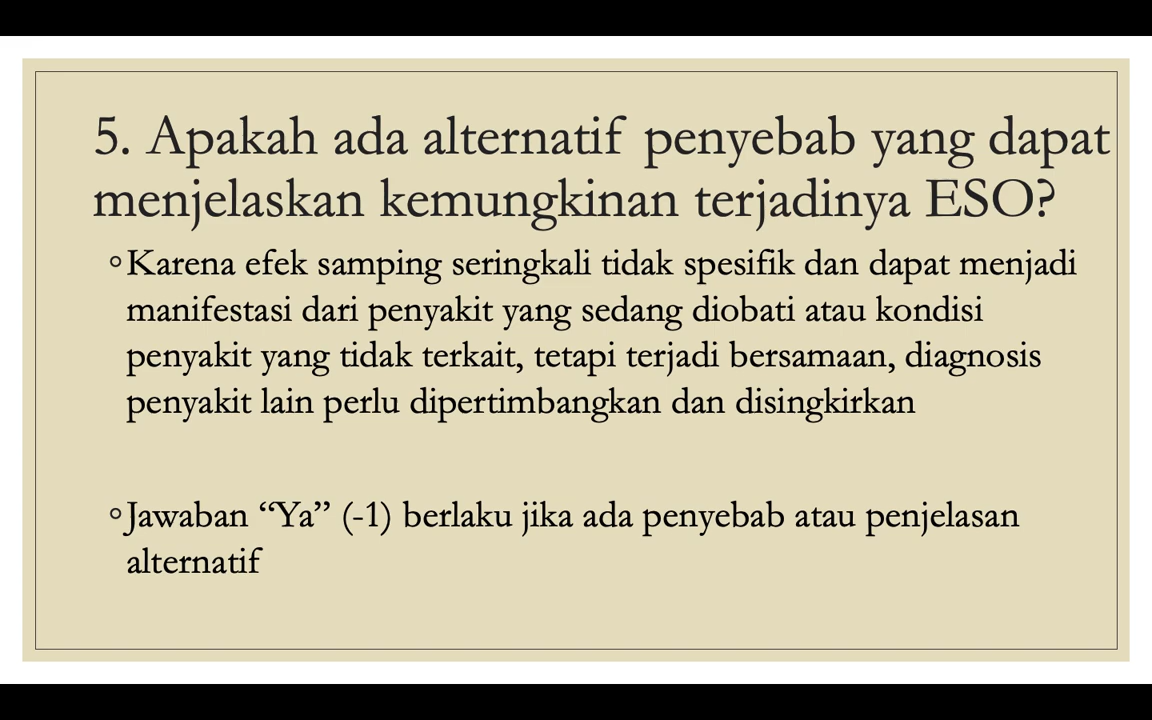 5. Apakah ada alternatif penyebab yang dapat
menjelaskan kemungkinan terjadinya ESO?
◦Karena efek samping seringkali tidak spesifik dan dapat menjadi
manifestasi dari penyakit yang sedang diobati atau kondisi
penyakit yang tidak terkait, tetapi terjadi bersamaan, diagnosis
penyakit lain perlu dipertimbangkan dan disingkirkan
◦Jawaban “Ya” (-1) berlaku jika ada penyebab atau penjelasan
alternatif